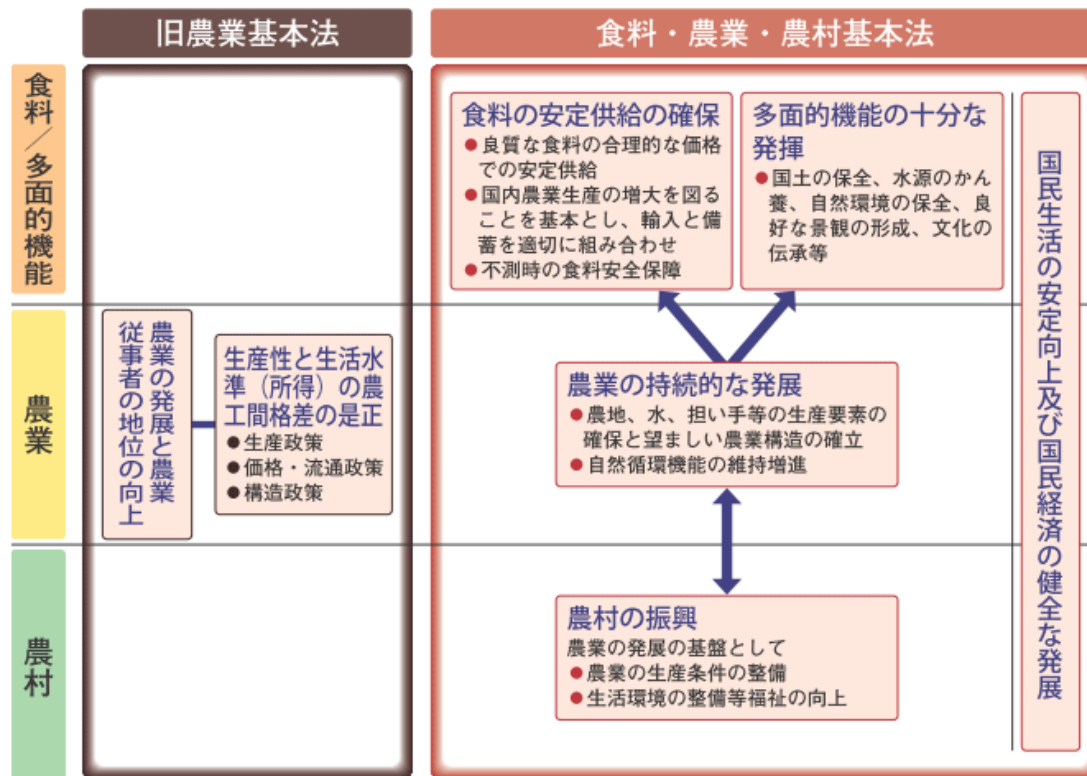 旧農業基本法
食料・農業・農村基本法
食料／多面的機能
食料の安定供給の確保
●良質な食料の合理的な価格
での安定供給
●国内農業生産の増大を図る
ことを基本とし、輸入と備
蓄を適切に組み合わせ
●不測時の食料安全保障
多面的機能の十分な
発揮
●国土の保全、水源のかん
養、自然環境の保全、良
好な景観の形成、文化の
伝承等
国民生活の安定向上及び国民経済の健全な発展
農業
農業の発展と農業
従事者の地位の向上
生産性と生活水
準（所得）の農
工間格差の是正
●生産政策
●価格・流通政策
●構造政策
農業の持続的な発展
●農地、水、担い手等の生産要素の
確保と望ましい農業構造の確立
●自然循環機能の維持増進
農村
農村の振興
農業の発展の基盤として
●農業の生産条件の整備
●生活環境の整備等福祉の向上